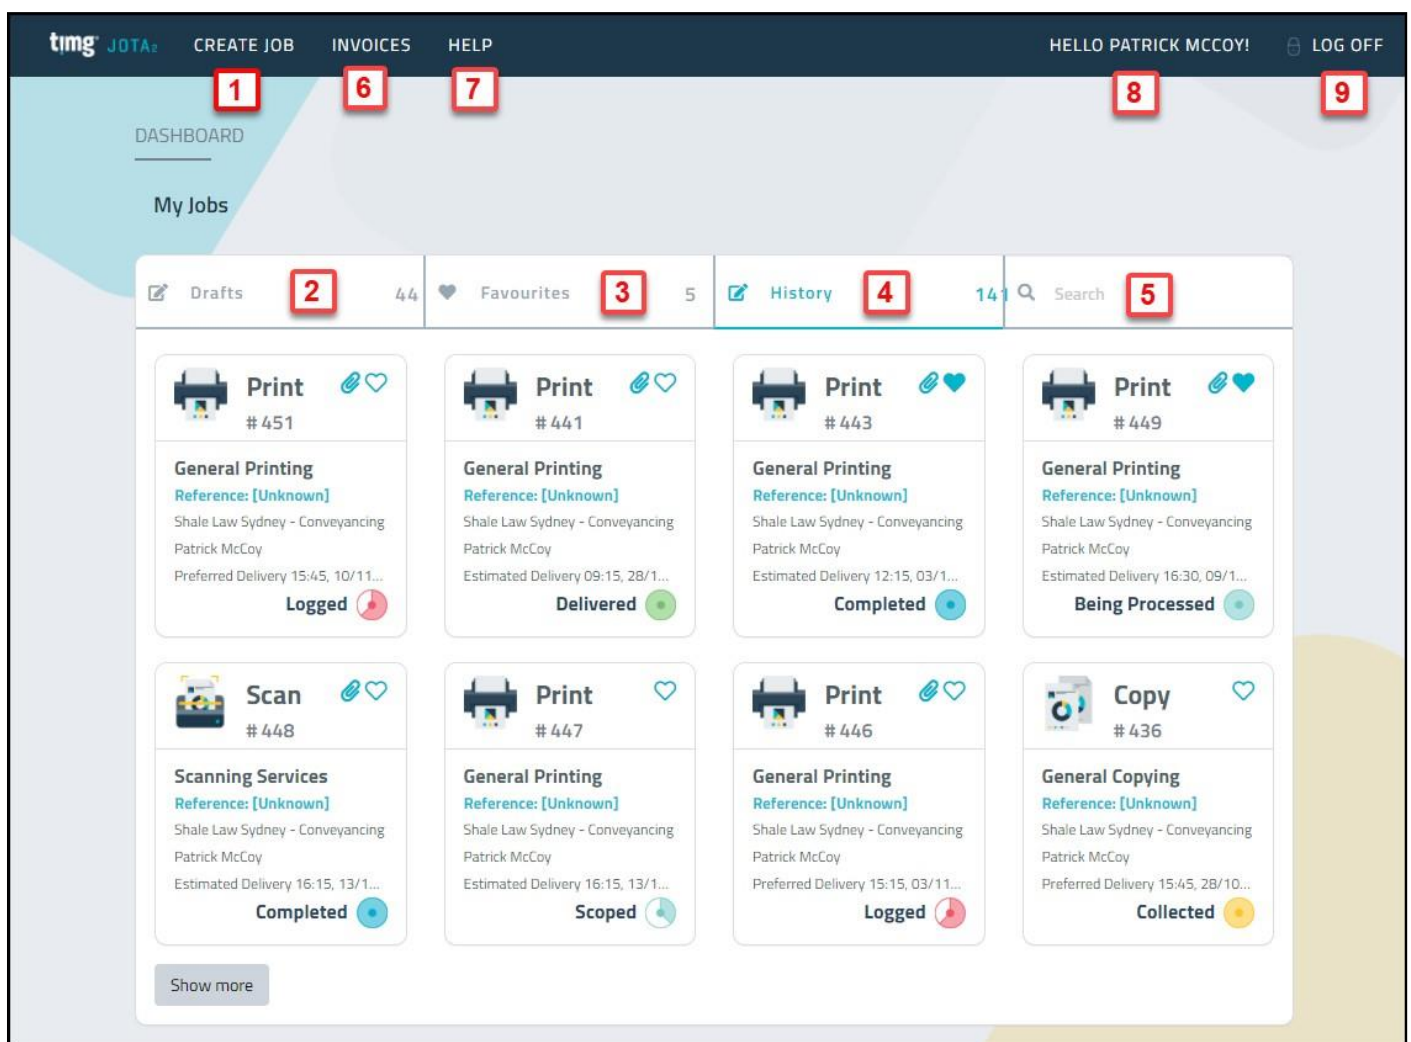 timg JOTA2 CREATE JOB INVOICES HELP HELLO PATRICK MCCOY! LOG OFF
1 6 7 8 9
DASHBOARD
My Jobs
Drafts 2 44 Favourites 3 5 History 4 141 Search 5
Print Print Print Print
#451 #441 #443 #449
General Printing General Printing General Printing General Printing
Reference: [Unknown] Reference: [Unknown] Reference: [Unknown] Reference: [Unknown]
Shale Law Sydney - Conveyancing Shale Law Sydney - Conveyancing Shale Law Sydney - Conveyancing Shale Law Sydney - Conveyancing
Patrick McCoy Patrick McCoy Patrick McCoy Patrick McCoy
Preferred Delivery 15:45, 10/11... Estimated Delivery 09:15, 28/1... Estimated Delivery 12:15, 03/1... Estimated Delivery 16:30, 09/1...
Logged Delivered Completed Being Processed
Scan Print Print Copy
#448 #447 #446 #436
Scanning Services General Printing General Printing General Copying
Reference: [Unknown] Reference: [Unknown] Reference: [Unknown] Reference: [Unknown]
Shale Law Sydney - Conveyancing Shale Law Sydney - Conveyancing Shale Law Sydney - Conveyancing Shale Law Sydney - Conveyancing
Patrick McCoy Patrick McCoy Patrick McCoy Patrick McCoy
Estimated Delivery 16:15, 13/1... Estimated Delivery 16:15, 13/1... Preferred Delivery 15:15, 03/11... Preferred Delivery 15:45, 28/10...
Completed Scoped Logged Collected
Show more